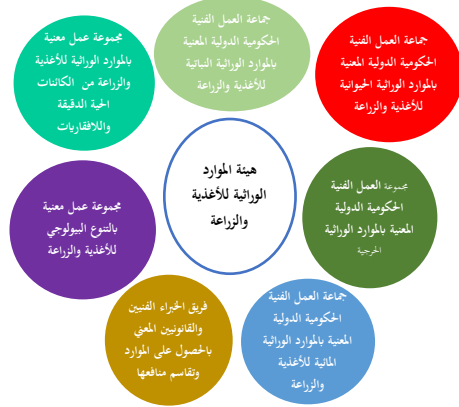 جماعة العمل الفنية
الحكومية الدولية المعنية
بالموارد الوراثية النباتية
للأغذية والزراعة
جماعة العمل الفنية
الحكومية الدولية المعنية
بالموارد الوراثية الحيوانية
للأغذية والزراعة
مجموعة عمل معنية
بالموارد الوراثية للأغذية
والزراعة من الكائنات
الحية الدقيقة
واللافقاريات
هيئة الموارد
الوراثية للأغذية
والزراعة
مجموعة العمل الفنية
الحكومية الدولية
المعنية بالموارد الوراثية
الحرجية
مجموعة عمل معنية
بالتنوع البيولوجي
للأغذية والزراعة
جماعة العمل الفنية
الحكومية الدولية
المعنية بالموارد الوراثية
المائية للأغذية
والزراعة
فريق الخبراء الفنيين
والقانونيين المعني
بالحصول على الموارد
وتقاسم منافعها